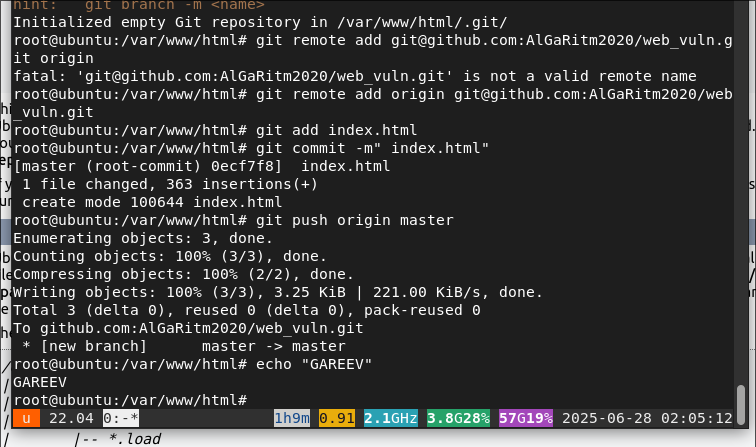 hint:   git branch -m <name>
Initialized empty Git repository in /var/www/html/.git/
root@ubuntu:/var/www/html# git remote add git@github.com:AlGaRitm2020/web_vuln.g
it origin
fatal: 'git@github.com:AlGaRitm2020/web_vuln.git' is not a valid remote name
root@ubuntu:/var/www/html# git remote add origin git@github.com:AlGaRitm2020/web
_vuln.git
root@ubuntu:/var/www/html# git add index.html
root@ubuntu:/var/www/html# git commit -m" index.html"
[master (root-commit) 0ecf7f8]  index.html
 1 file changed, 363 insertions(+)
 create mode 100644 index.html
root@ubuntu:/var/www/html# git push origin master
Enumerating objects: 3, done.
Counting objects: 100% (3/3), done.
Compressing objects: 100% (2/2), done.
Writing objects: 100% (3/3), 3.25 KiB | 221.00 KiB/s, done.
Total 3 (delta 0), reused 0 (delta 0), pack-reused 0
To github.com:AlGaRitm2020/web_vuln.git
 * [new branch]      master -> master
root@ubuntu:/var/www/html# echo "GAREEV"
GAREEV
root@ubuntu:/var/www/html#
u 22.04 0:-* 1h9m 0.91 2.1GHz 3.8G28% 57G19% 2025-06-28 02:05:12
|-- *.load